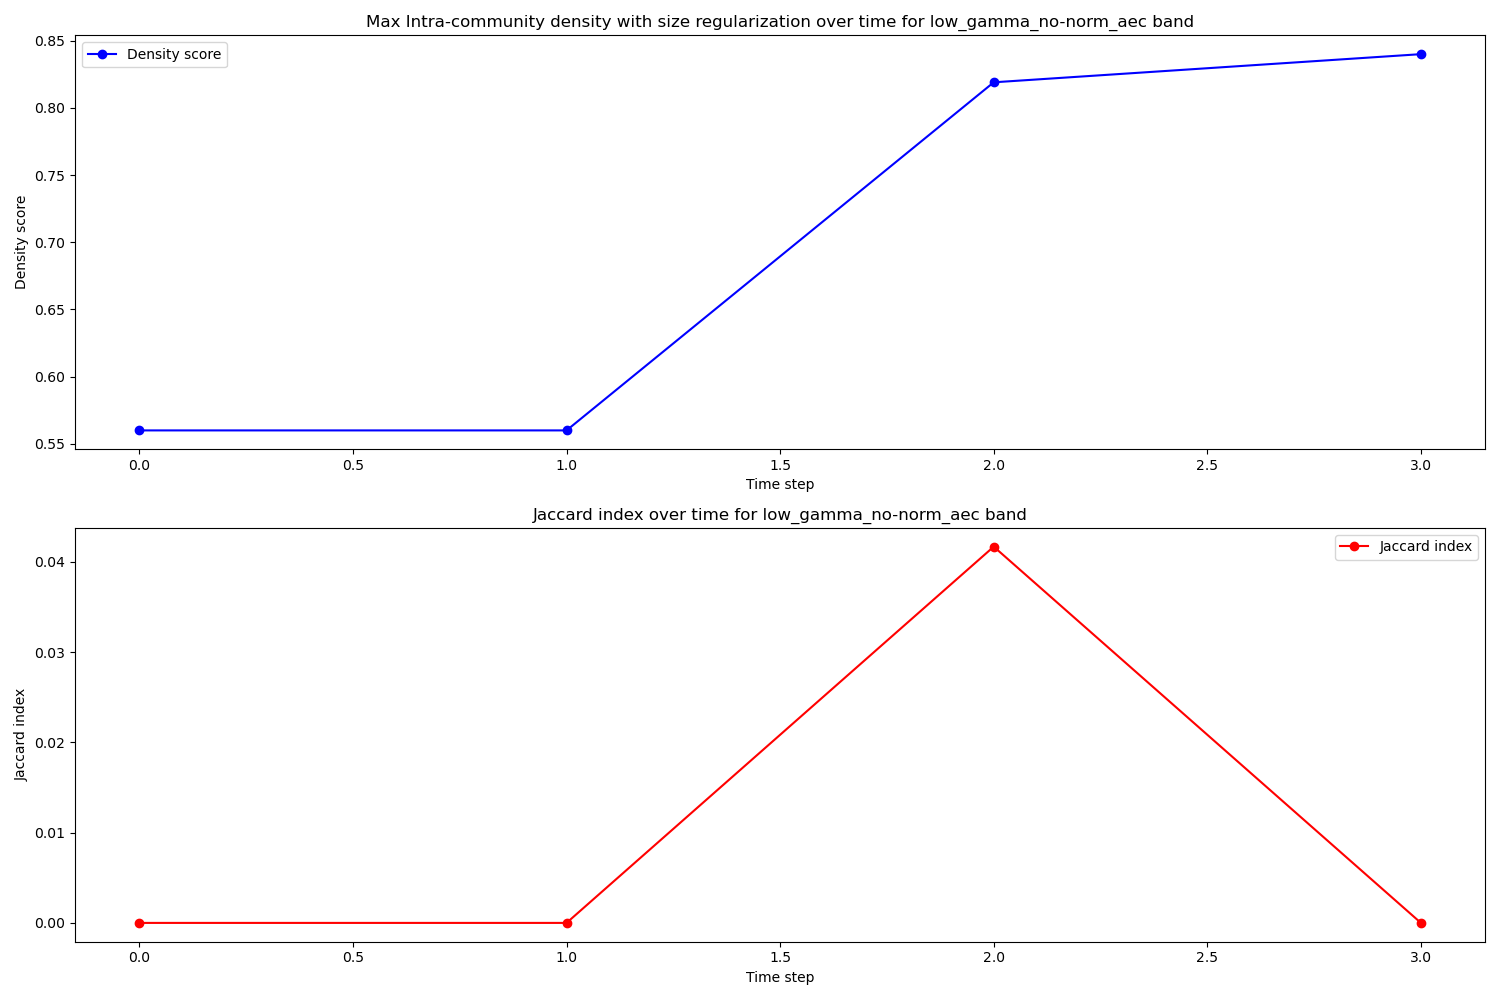 Max Intra-community density with size regularization over time for low_gamma_no-norm_aec band
Density score
0.85
0.80
0.75
0.70
0.65
0.60
0.55
Density score
0.0 0.5 1.0 1.5 2.0 2.5 3.0
Time step
Jaccard index over time for low_gamma_no-norm_aec band
Jaccard index
0.04
0.03
0.02
0.01
0.00
Jaccard index
0.0 0.5 1.0 1.5 2.0 2.5 3.0
Time step